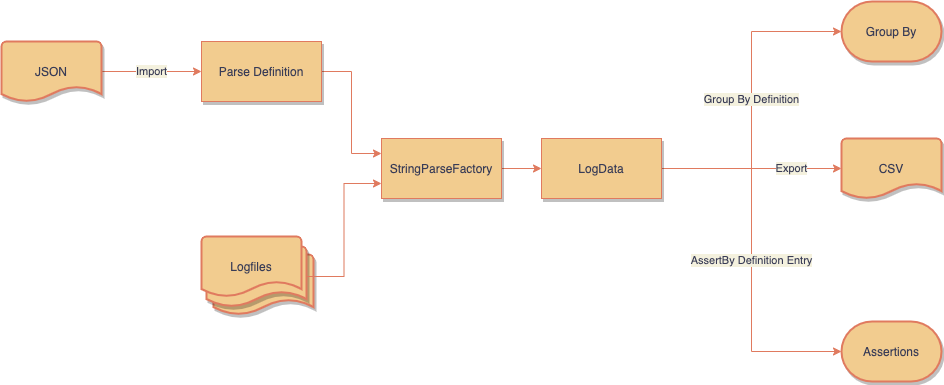 Group By
JSON
Import
Parse Definition
Group By Definition
StringParseFactory
LogData
Export
CSV
Logfiles
AssertBy Definition Entry
Assertions